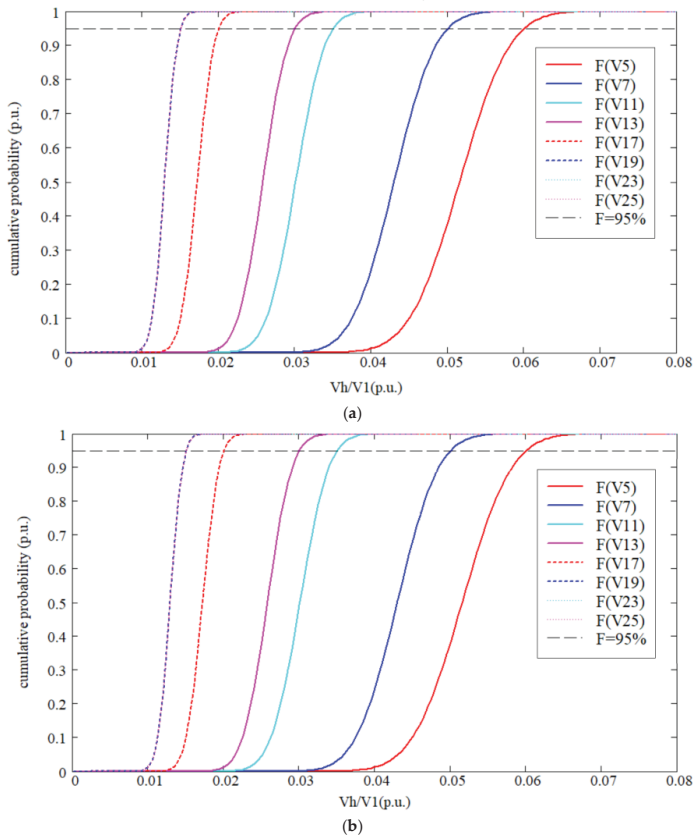 1
0.9
0.8
0.7
0.6
0.5
0.4
0.3
0.2
0.1
0
cumulative probability (p.u.)
F(V5)
F(V7)
F(V11)
F(V13)
F(V17)
F(V19)
F(V23)
F(V25)
F=95%
0 0.01 0.02 0.03 0.04 0.05 0.06 0.07 0.08
Vh/V1(p.u.)
(a)
1
0.9
0.8
0.7
0.6
0.5
0.4
0.3
0.2
0.1
0
cumulative probability (p.u.)
F(V5)
F(V7)
F(V11)
F(V13)
F(V17)
F(V19)
F(V23)
F(V25)
F=95%
0 0.01 0.02 0.03 0.04 0.05 0.06 0.07 0.08
Vh/V1(p.u.)
(b)